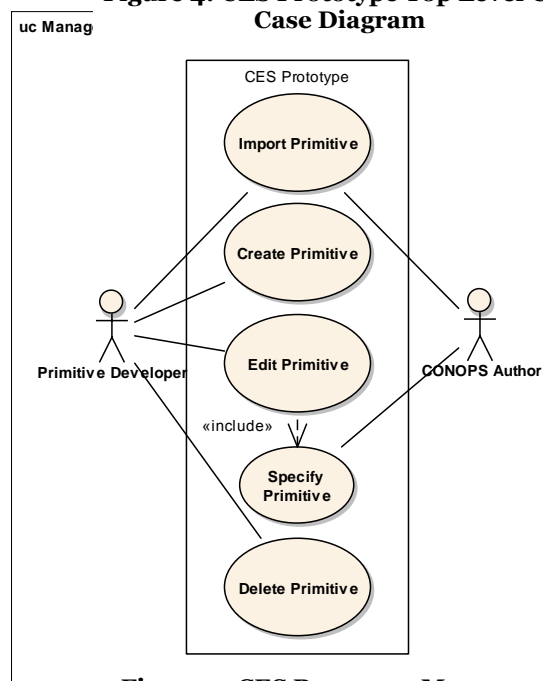 Case Diagram
uc Manag
CES Prototype
Import Primitive
Create Primitive
Edit Primitive
Primitive Developer
CONOPS Author
«include»
Specify
Primitive
Delete Primitive